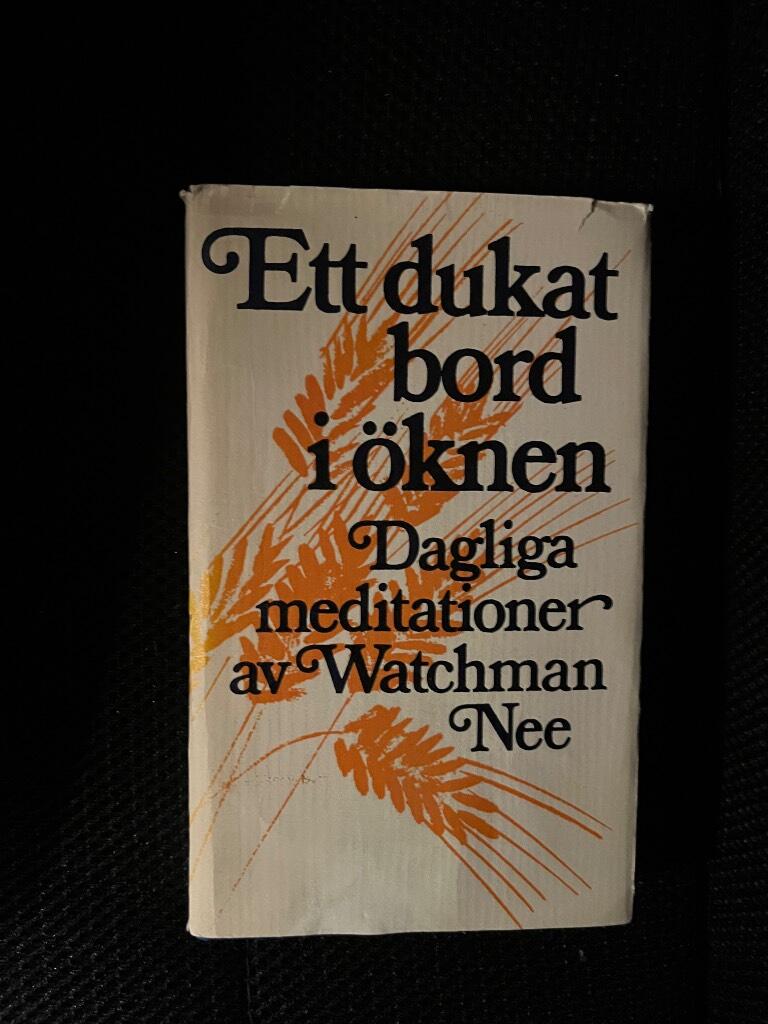 Ett dukat
bord
i öknen
Dagliga
meditationer
av Watchman
Nee